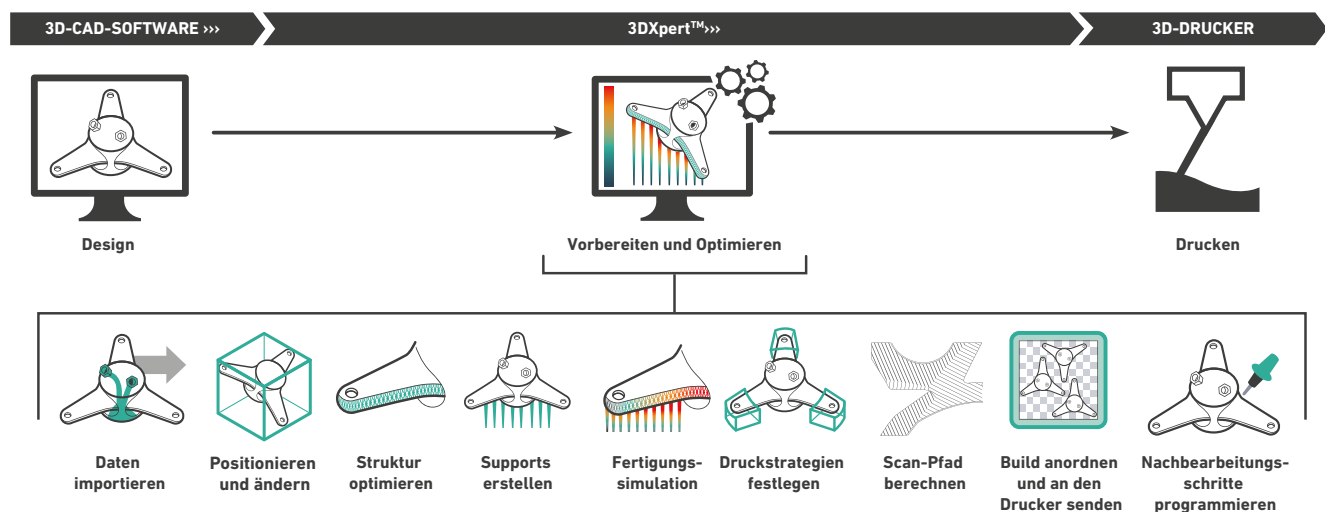 3D-CAD-SOFTWARE ›››
3DXpert™›››
3D-DRUCKER
Design
Vorbereiten und Optimieren
Drucken
Daten
importieren
Positionieren
und ändern
Struktur
optimieren
Supports
erstellen
Fertigungs-
simulation
Druckstrategien
festlegen
Scan-Pfad
berechnen
Build anordnen
und an den
Drucker senden
Nachbearbeitungs-
schritte
programmieren